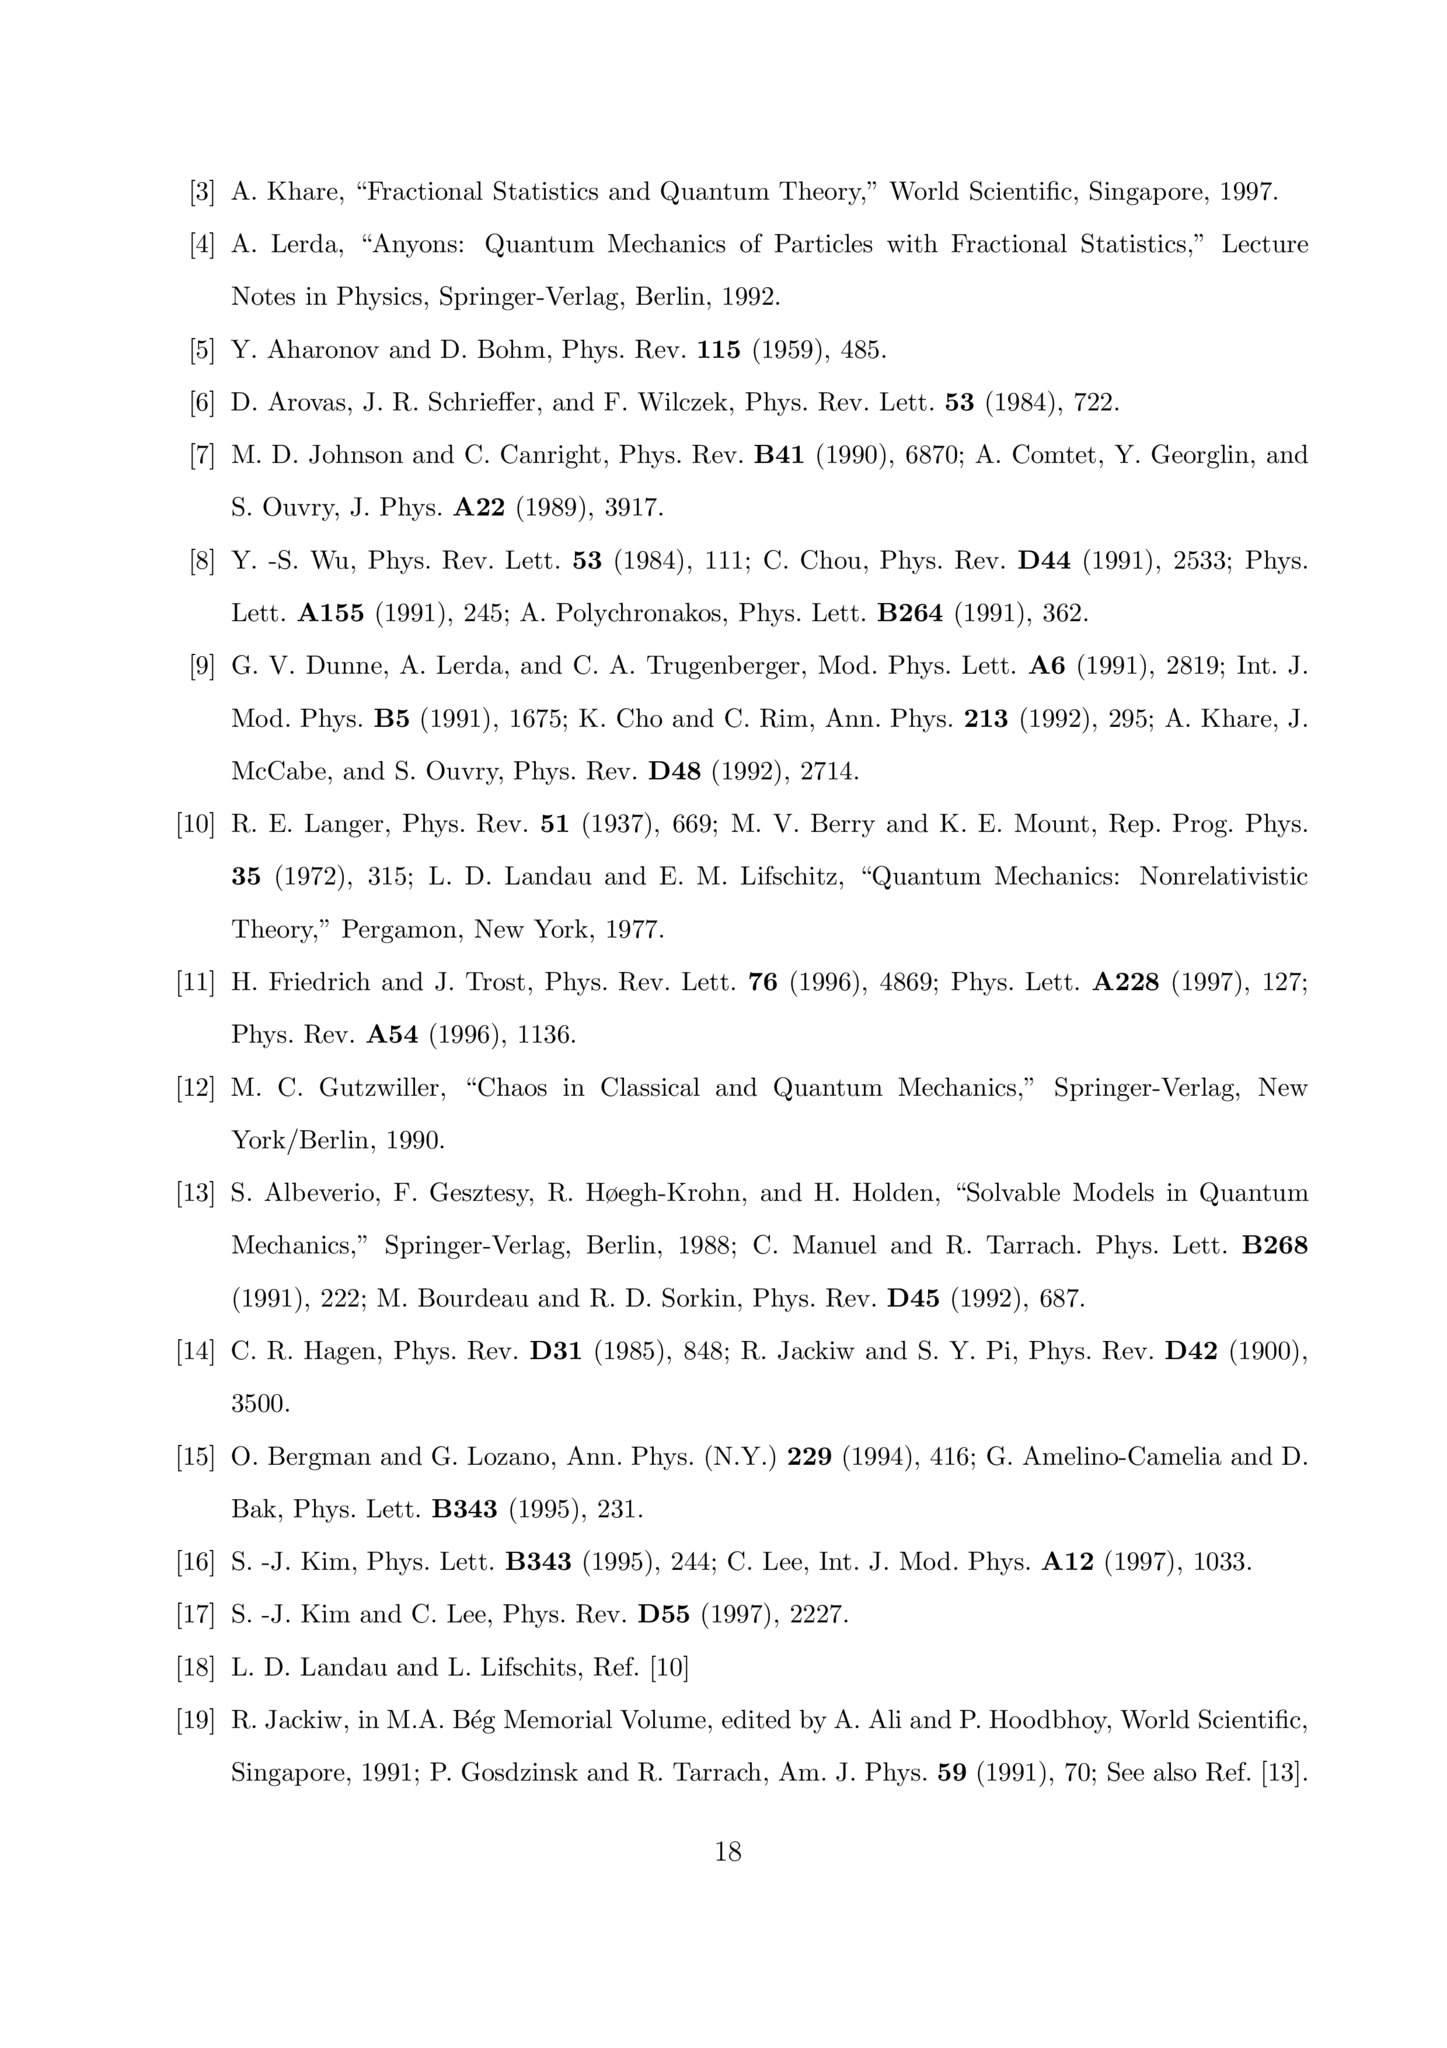 [3] A. Khare, “Fractional Statistics and Quantum Theory,” World Scientific, Singapore, 1997.
[4] A. Lerda, “Anyons: Quantum Mechanics of Particles with Fractional Statistics,” Lecture
Notes in Physics, Springer-Verlag, Berlin, 1992.
[5] Y. Aharonov and D. Bohm, Phys. Rev. 115 (1959), 485.
[6] D. Arovas, J. R. Schrieffer, and F. Wilczek, Phys. Rev. Lett. 53 (1984), 722.
[7] M. D. Johnson and C. Canright, Phys. Rev. B41 (1990), 6870; A. Comtet, Y. Georglin, and
S. Ouvry, J. Phys. A22 (1989), 3917.
[8] Y. -S. Wu, Phys. Rev. Lett. 53 (1984), 111; C. Chou, Phys. Rev. D44 (1991), 2533; Phys.
Lett. A155 (1991), 245; A. Polychronakos, Phys. Lett. B264 (1991), 362.
[9] G. V. Dunne, A. Lerda, and C. A. Trugenberger, Mod. Phys. Lett. A6 (1991), 2819; Int. J.
Mod. Phys. B5 (1991), 1675; K. Cho and C. Rim, Ann. Phys. 213 (1992), 295; A. Khare, J.
McCabe, and S. Ouvry, Phys. Rev. D48 (1992), 2714.
[10] R. E. Langer, Phys. Rev. 51 (1937), 669; M. V. Berry and K. E. Mount, Rep. Prog. Phys.
35 (1972), 315; L. D. Landau and E. M. Lifschitz, “Quantum Mechanics: Nonrelativistic
Theory,” Pergamon, New York, 1977.
[11] H. Friedrich and J. Trost, Phys. Rev. Lett. 76 (1996), 4869; Phys. Lett. A228 (1997), 127;
Phys. Rev. A54 (1996), 1136.
[12] M. C. Gutzwiller, “Chaos in Classical and Quantum Mechanics,” Springer-Verlag, New
York/Berlin, 1990.
[13] S. Albeverio, F. Gesztesy, R. Høegh-Krohn, and H. Holden, “Solvable Models in Quantum
Mechanics,” Springer-Verlag, Berlin, 1988; C. Manuel and R. Tarrach. Phys. Lett. B268
(1991), 222; M. Bourdeau and R. D. Sorkin, Phys. Rev. D45 (1992), 687.
[14] C. R. Hagen, Phys. Rev. D31 (1985), 848; R. Jackiw and S. Y. Pi, Phys. Rev. D42 (1900),
3500.
[15] O. Bergman and G. Lozano, Ann. Phys. (N.Y.) 229 (1994), 416; G. Amelino-Camelia and D.
Bak, Phys. Lett. B343 (1995), 231.
[16] S. -J. Kim, Phys. Lett. B343 (1995), 244; C. Lee, Int. J. Mod. Phys. A12 (1997), 1033.
[17] S. -J. Kim and C. Lee, Phys. Rev. D55 (1997), 2227.
[18] L. D. Landau and L. Lifschits, Ref. [10]
[19] R. Jackiw, in M.A. Bég Memorial Volume, edited by A. Ali and P. Hoodbhoy, World Scientific,
Singapore, 1991; P. Gosdzinsk and R. Tarrach, Am. J. Phys. 59 (1991), 70; See also Ref. [13].
18